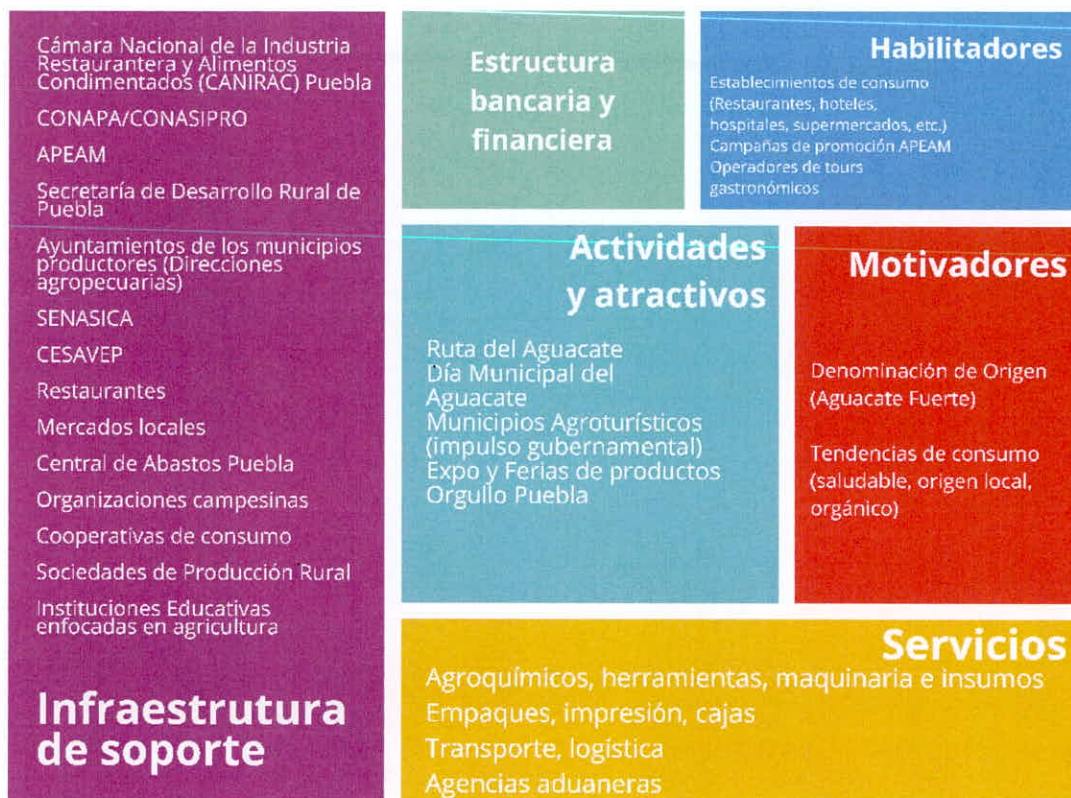 Cámara Nacional de la Industria
Restaurantera y Alimentos
Condimentados (CANIRAC) Puebla
CONAPA/CONASIPRO
APEAM
Secretaría de Desarrollo Rural de
Puebla
Ayuntamientos de los municipios
productores (Direcciones
agropecuarias)
SENASICA
CESAVEP
Restaurantes
Mercados locales
Central de Abastos Puebla
Organizaciones campesinas
Cooperativas de consumo
Sociedades de Producción Rural
Instituciones Educativas
enfocadas en agricultura
Infraestrutura
de soporte
Estructura
bancaria y
financiera
Habilitadores
Establecimientos de consumo
(Restaurantes, hoteles,
hospitales, supermercados, etc.)
Campañas de promoción APEAM
Operadores de tours
gastronómicos
Actividades
y atractivos
Ruta del Aguacate
Día Municipal del
Aguacate
Municipios Agroturísticos
(impulso gubernamental)
Expo y Ferias de productos
Orgullo Puebla
Motivadores
Denominación de Origen
(Aguacate Fuerte)
Tendencias de consumo
(saludable, origen local,
orgánico)
Servicios
Agroquímicos, herramientas, maquinaria e insumos
Empaques, impresión, cajas
Transporte, logística
Agencias aduaneras